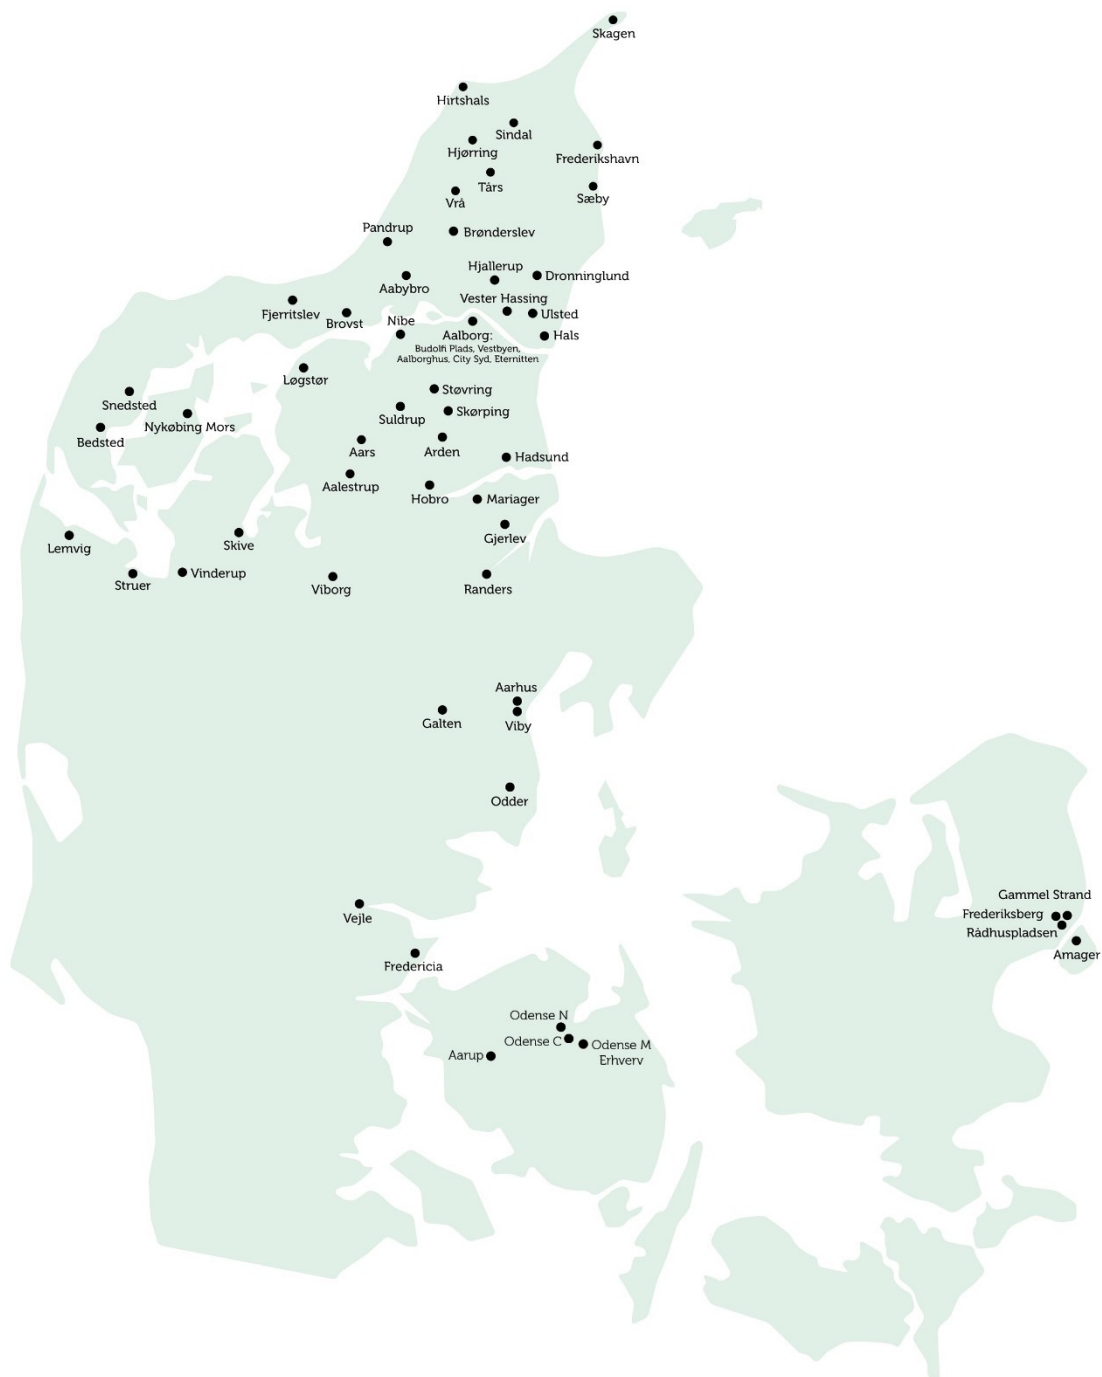 Skagen
Hirtshals
Sindal
Hjørring
Frederikshavn
Tårs
Sæby
Vrå
Pandrup
Brønderslev
Hjallerup
Dronninglund
Aabybro
Vester Hassing
Fjerritslev
Ulsted
Brovst
Nibe
Aalborg:
Hals
Budolfi Plads, Vestbyen,
Aalborghus, City Syd, Eternitten
Løgstør
Støvring
Snedsted
Skørping
Suldrup
Nykøbing Mors
Bedsted
Aars
Arden
Hadsund
Aalestrup
Hobro
Mariager
Gjerlev
Lemvig
Skive
Struer
Vinderup
Viborg
Randers
Aarhus
Galten
Viby
Odder
Gammel Strand
Vejle
Frederiksberg
Rådhuspladsen
Amager
Fredericia
Odense N
Odense C
Odense M
Erhverv
Aarup